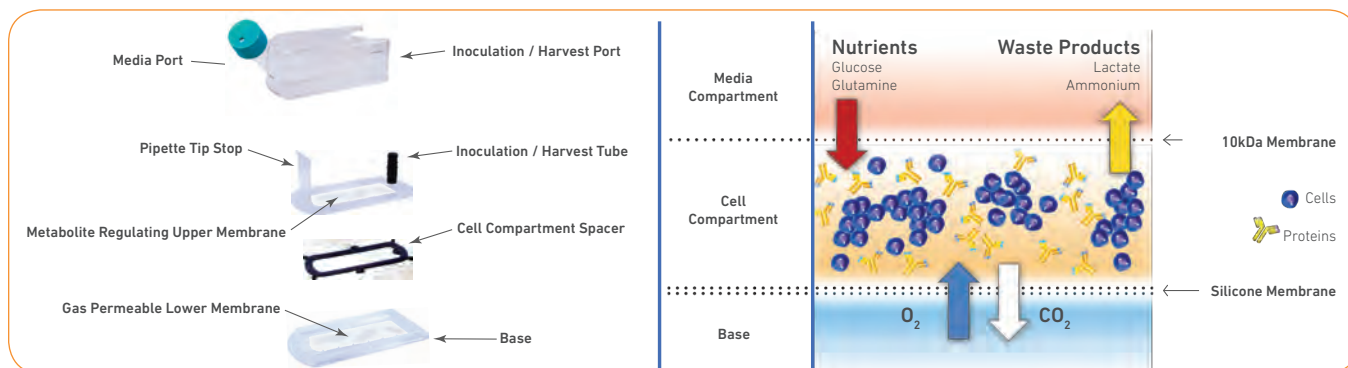 Media Port
Inoculation / Harvest Port
Pipette Tip Stop
Inoculation / Harvest Tube
Metabolite Regulating Upper Membrane
Cell Compartment Spacer
Gas Permeable Lower Membrane
Base
Media
Compartment
Cell
Compartment
Base
Nutrients
Glucose
Glutamine
Waste Products
Lactate
Ammonium
O₂
CO₂
10kDa Membrane
Cells
Proteins
Silicone Membrane